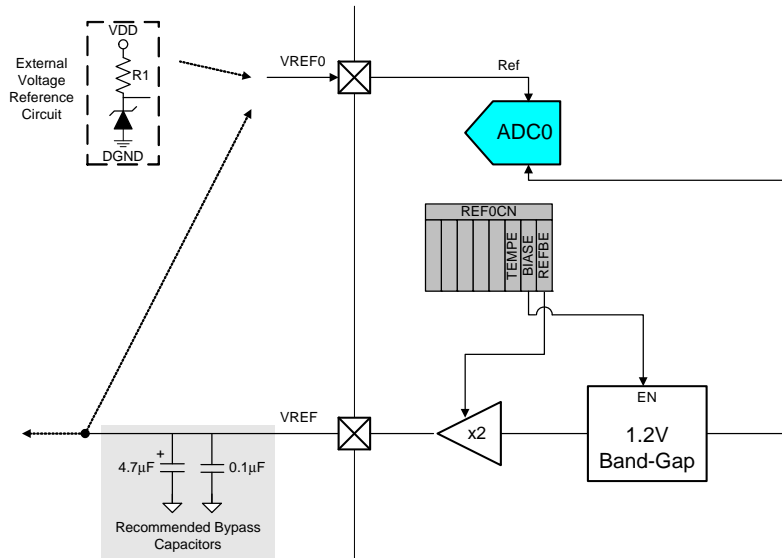 VDD
External
Voltage
Reference
Circuit
R1
DGND
VREF0
Ref
ADC0
REF0CN
TEMPE
BIASE
REFBE
EN
1.2V
Band-Gap
x2
VREF
+
4.7µF
0.1µF
Recommended Bypass
Capacitors